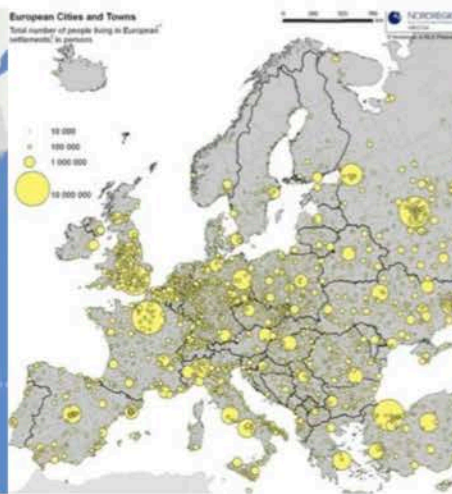 European Cities and Towns
Total number of people living in European
settlements, in persons
NORDREGIO
10 000
100 000
1 000 000
10 000 000